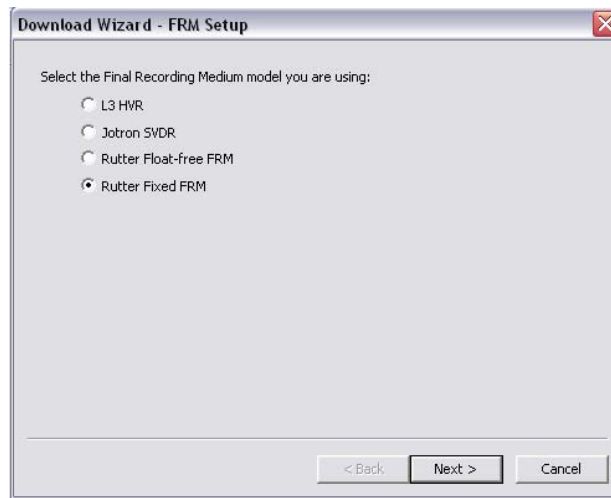 Download Wizard - FRM Setup
Select the Final Recording Medium model you are using:
L3 HVR
Jotron SVDR
Rutter Float-free FRM
Rutter Fixed FRM
< Back
Next >
Cancel